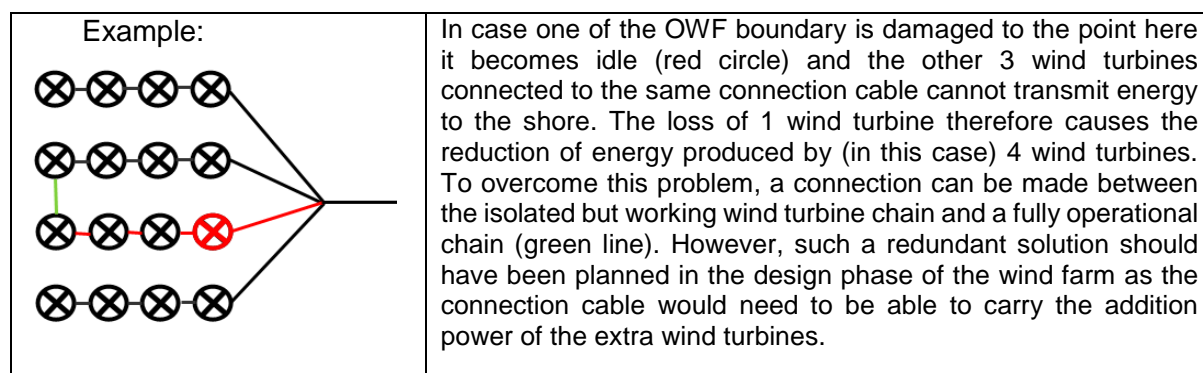 Example:
In case one of the OWF boundary is damaged to the point here
it becomes idle (red circle) and the other 3 wind turbines
connected to the same connection cable cannot transmit energy
to the shore. The loss of 1 wind turbine therefore causes the
reduction of energy produced by (in this case) 4 wind turbines.
To overcome this problem, a connection can be made between
the isolated but working wind turbine chain and a fully operational
chain (green line). However, such a redundant solution should
have been planned in the design phase of the wind farm as the
connection cable would need to be able to carry the addition
power of the extra wind turbines.